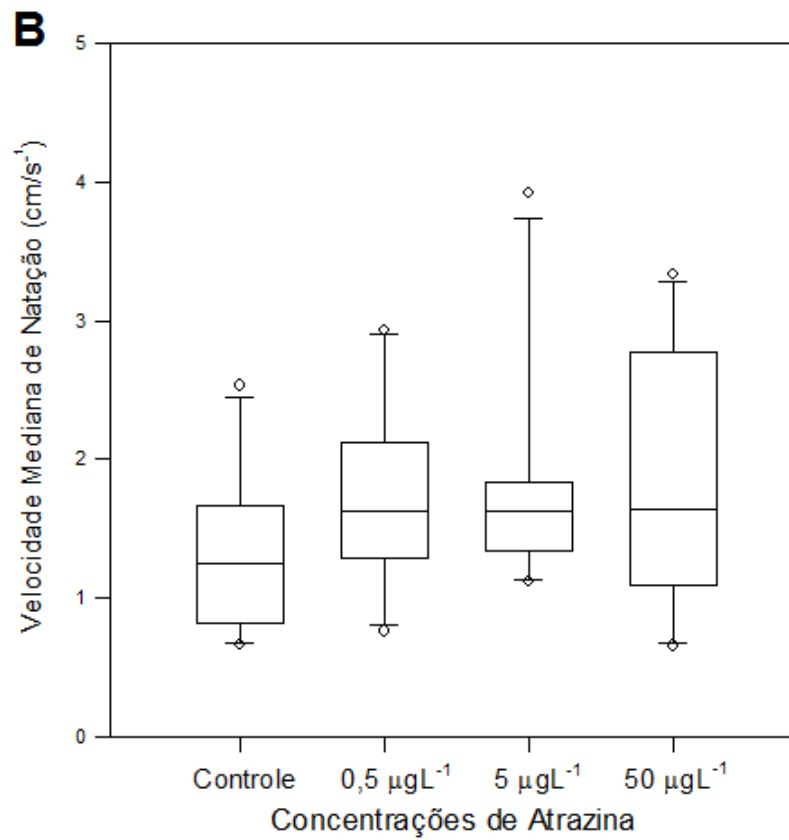 B
5
4
3
2
1
0
Velocidade Mediana de Natação (cm/s⁻¹)
Controle 0,5 µgL⁻¹ 5 µgL⁻¹ 50 µgL⁻¹
Concentrações de Atrazina